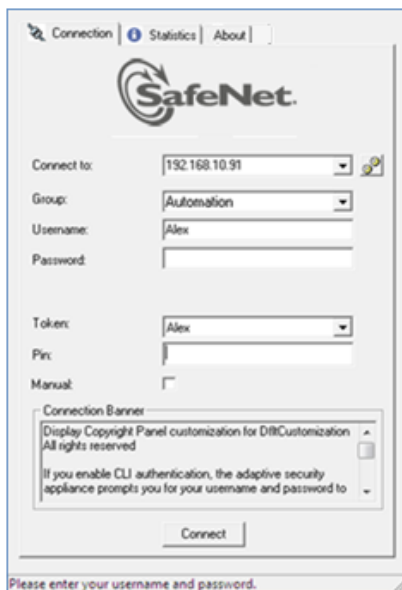 Connection Statistics About
SafeNet.
Connect to: 192.168.10.91
Group: Automation
Username: Alex
Password:
Token: Alex
Pin:
Manual:
Connection Banner
Display Copyright Panel customization for DfltCustomization
All rights reserved
If you enable CLI authentication, the adaptive security
appliance prompts you for your username and password to
Connect
Please enter your username and password.